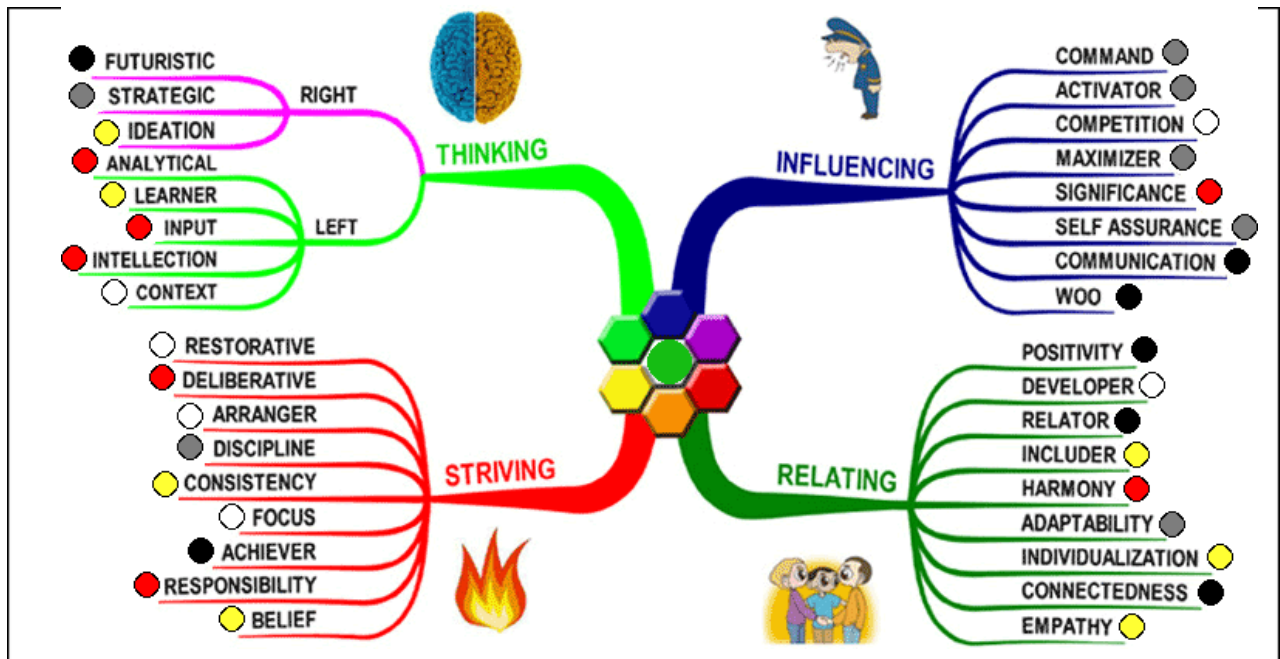 THINKING
RIGHT
FUTURISTIC
STRATEGIC
IDEATION
LEFT
ANALYTICAL
LEARNER
INPUT
INTELLECTION
CONTEXT
INFLUENCING
COMMAND
ACTIVATOR
COMPETITION
MAXIMIZER
SIGNIFICANCE
SELF ASSURANCE
COMMUNICATION
WOO
STRIVING
RESTORATIVE
DELIBERATIVE
ARRANGER
DISCIPLINE
CONSISTENCY
FOCUS
ACHIEVER
RESPONSIBILITY
BELIEF
RELATING
POSITIVITY
DEVELOPER
RELATOR
INCLUDER
HARMONY
ADAPTABILITY
INDIVIDUALIZATION
CONNECTEDNESS
EMPATHY